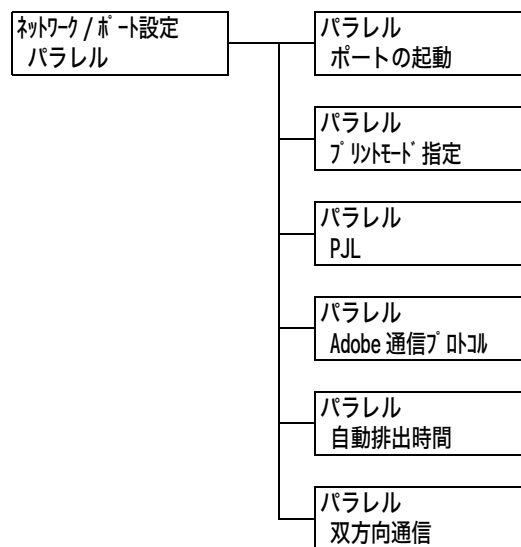 ﾈｯﾄﾜｰｸ / ﾎﾟｰﾄ設定
パラレル
パラレル
ポートの起動
パラレル
ﾌﾟﾘﾝﾄﾓｰﾄﾞ指定
パラレル
PJL
パラレル
Adobe 通信ﾌﾟﾛﾄｺﾙ
パラレル
自動排出時間
パラレル
双方向通信